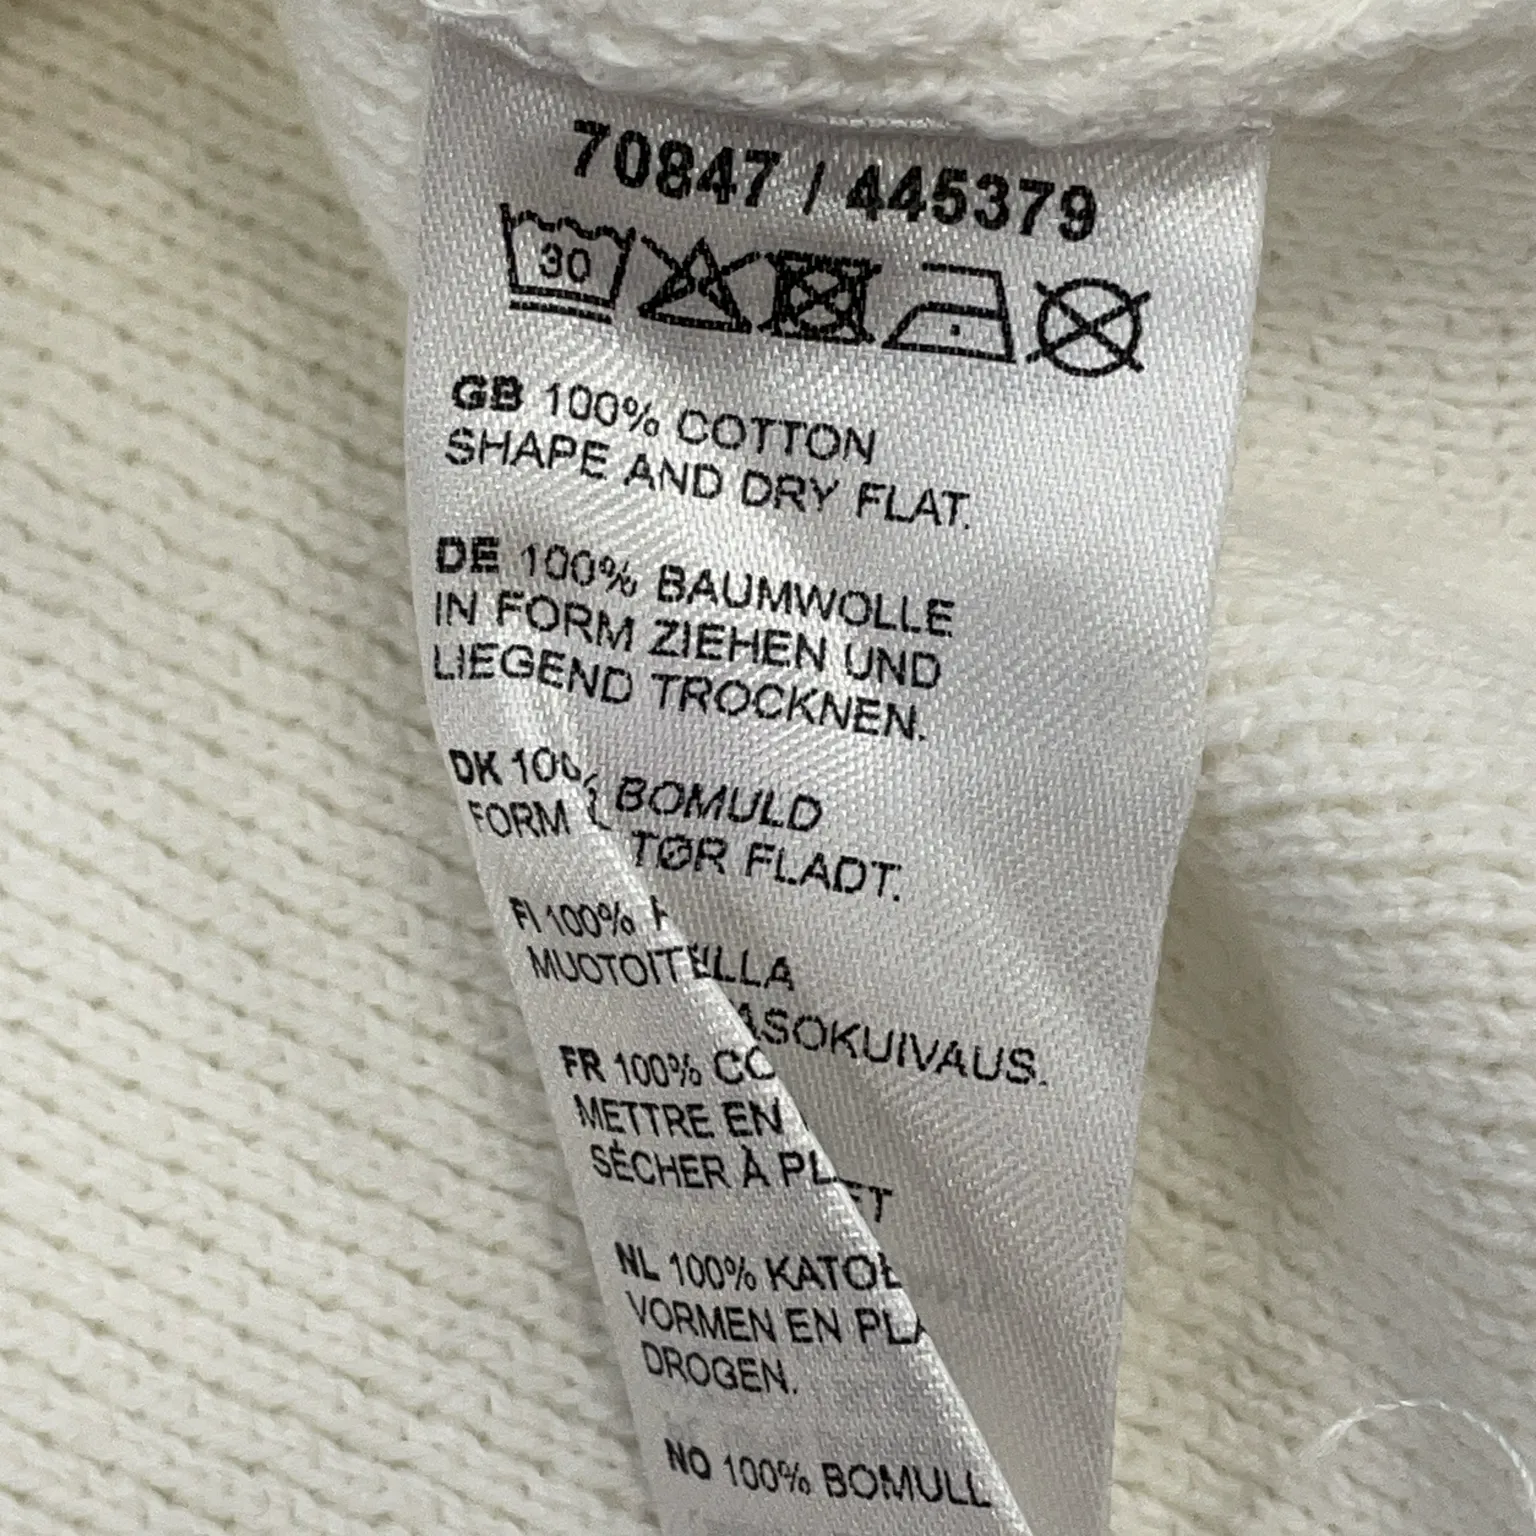 70847 / 445379
30
GB 100% COTTON
SHAPE AND DRY FLAT.
DE 100% BAUMWOLLE
IN FORM ZIEHEN UND
LIEGEND TROCKNEN.
DK 100% BOMULD
FORM TØR FLADT.
FI 100%
MUOTOITELLA
FR 100%
METTRE EN
SÉCHER À
NL 100%
VORMEN EN
DROGEN.
NO 100% BOMULL